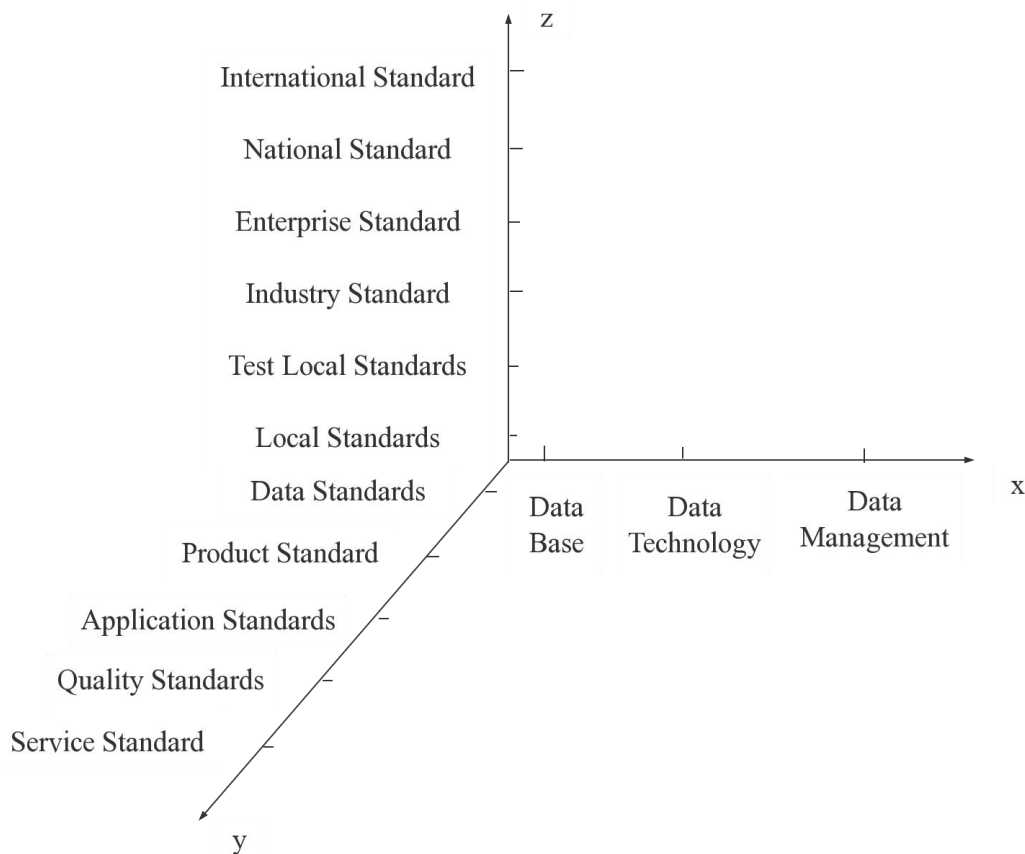 z
International Standard
National Standard
Enterprise Standard
Industry Standard
Test Local Standards
Local Standards
Data Standards
Product Standard
Application Standards
Quality Standards
Service Standard
y
Data
Base
Data
Technology
Data
Management
x